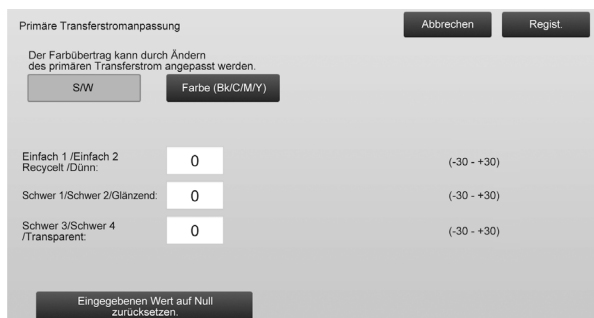 Primäre Transferstromanpassung
Abbrechen
Regist.
Der Farbübertrag kann durch Ändern
des primären Transferstrom angepasst werden.
S/W
Farbe (Bk/C/M/Y)
Einfach 1 /Einfach 2
Recycelt /Dünn:
0
(-30 - +30)
Schwer 1/Schwer 2/Glänzend:
0
(-30 - +30)
Schwer 3/Schwer 4
/Transparent:
0
(-30 - +30)
Eingegebenen Wert auf Null
zurücksetzen.